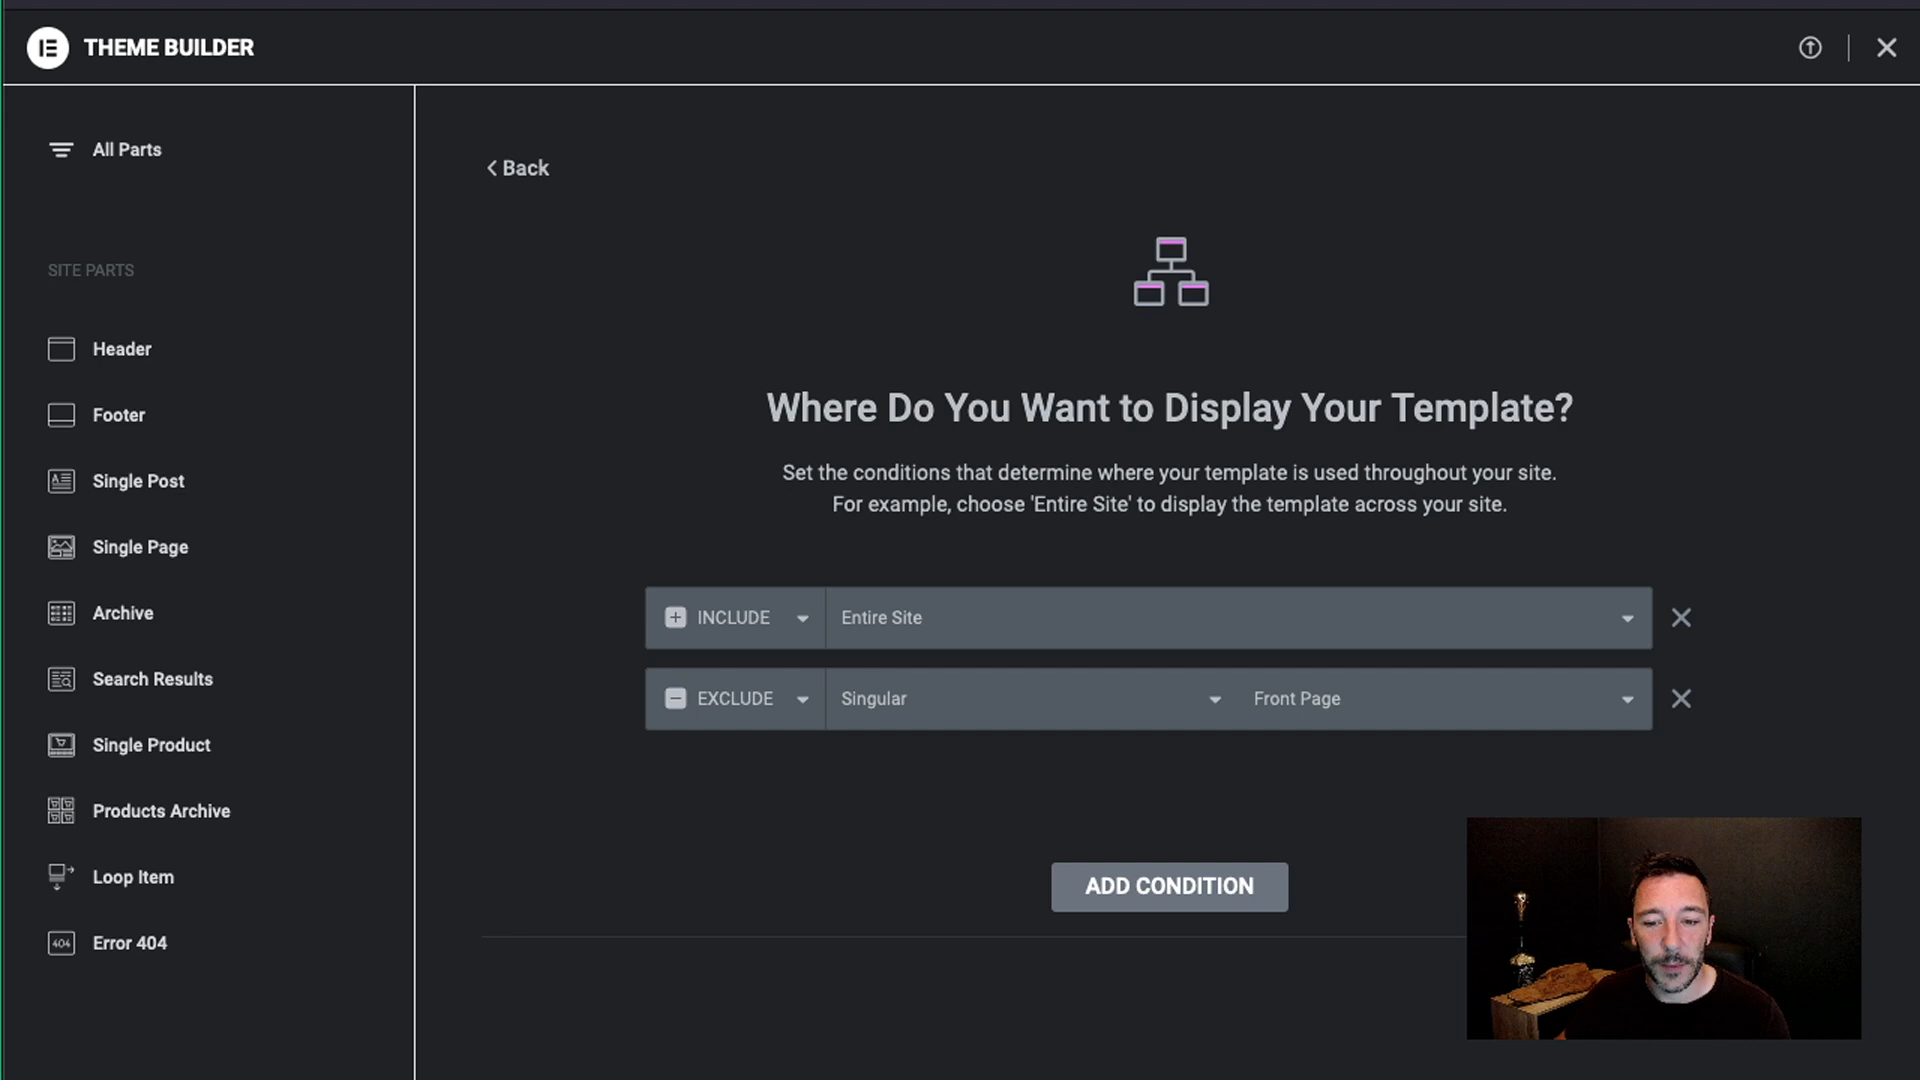 THEME BUILDER
All Parts
SITE PARTS
Header
Footer
Single Post
Single Page
Archive
Search Results
Single Product
Products Archive
Loop Item
404 Error 404
Back
Where Do You Want to Display Your Template?
Set the conditions that determine where your template is used throughout your site.
For example, choose 'Entire Site' to display the template across your site.
INCLUDE Entire Site
EXCLUDE Singular Front Page
ADD CONDITION